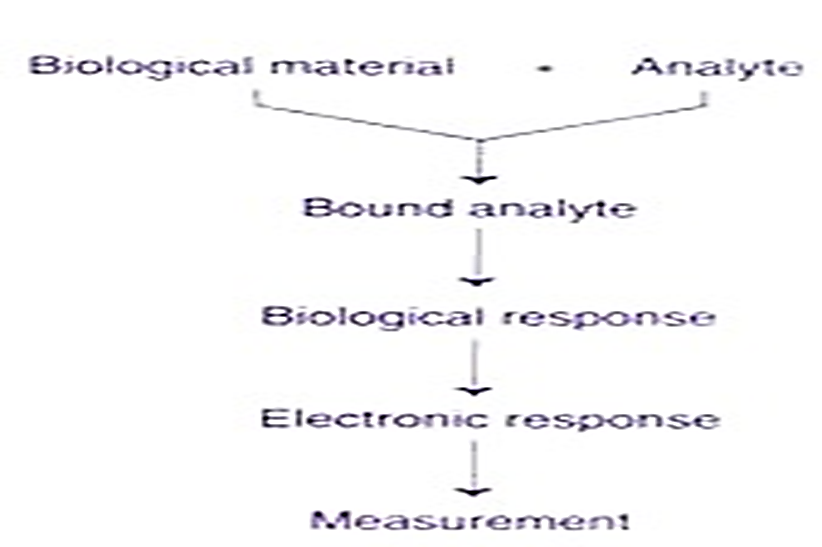 Biological material • Analyte
Bound analyte
Biological response
Electronic response
Measurement